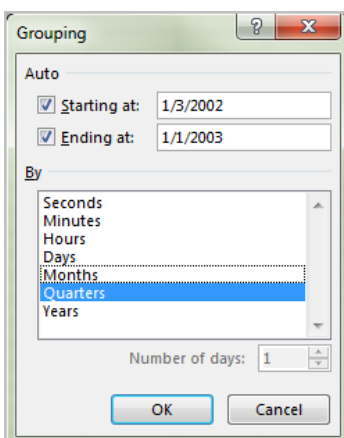 Grouping
Auto
Starting at: 1/3/2002
Ending at: 1/1/2003
By
Seconds
Minutes
Hours
Days
Months
Quarters
Years
Number of days: 1
OK Cancel